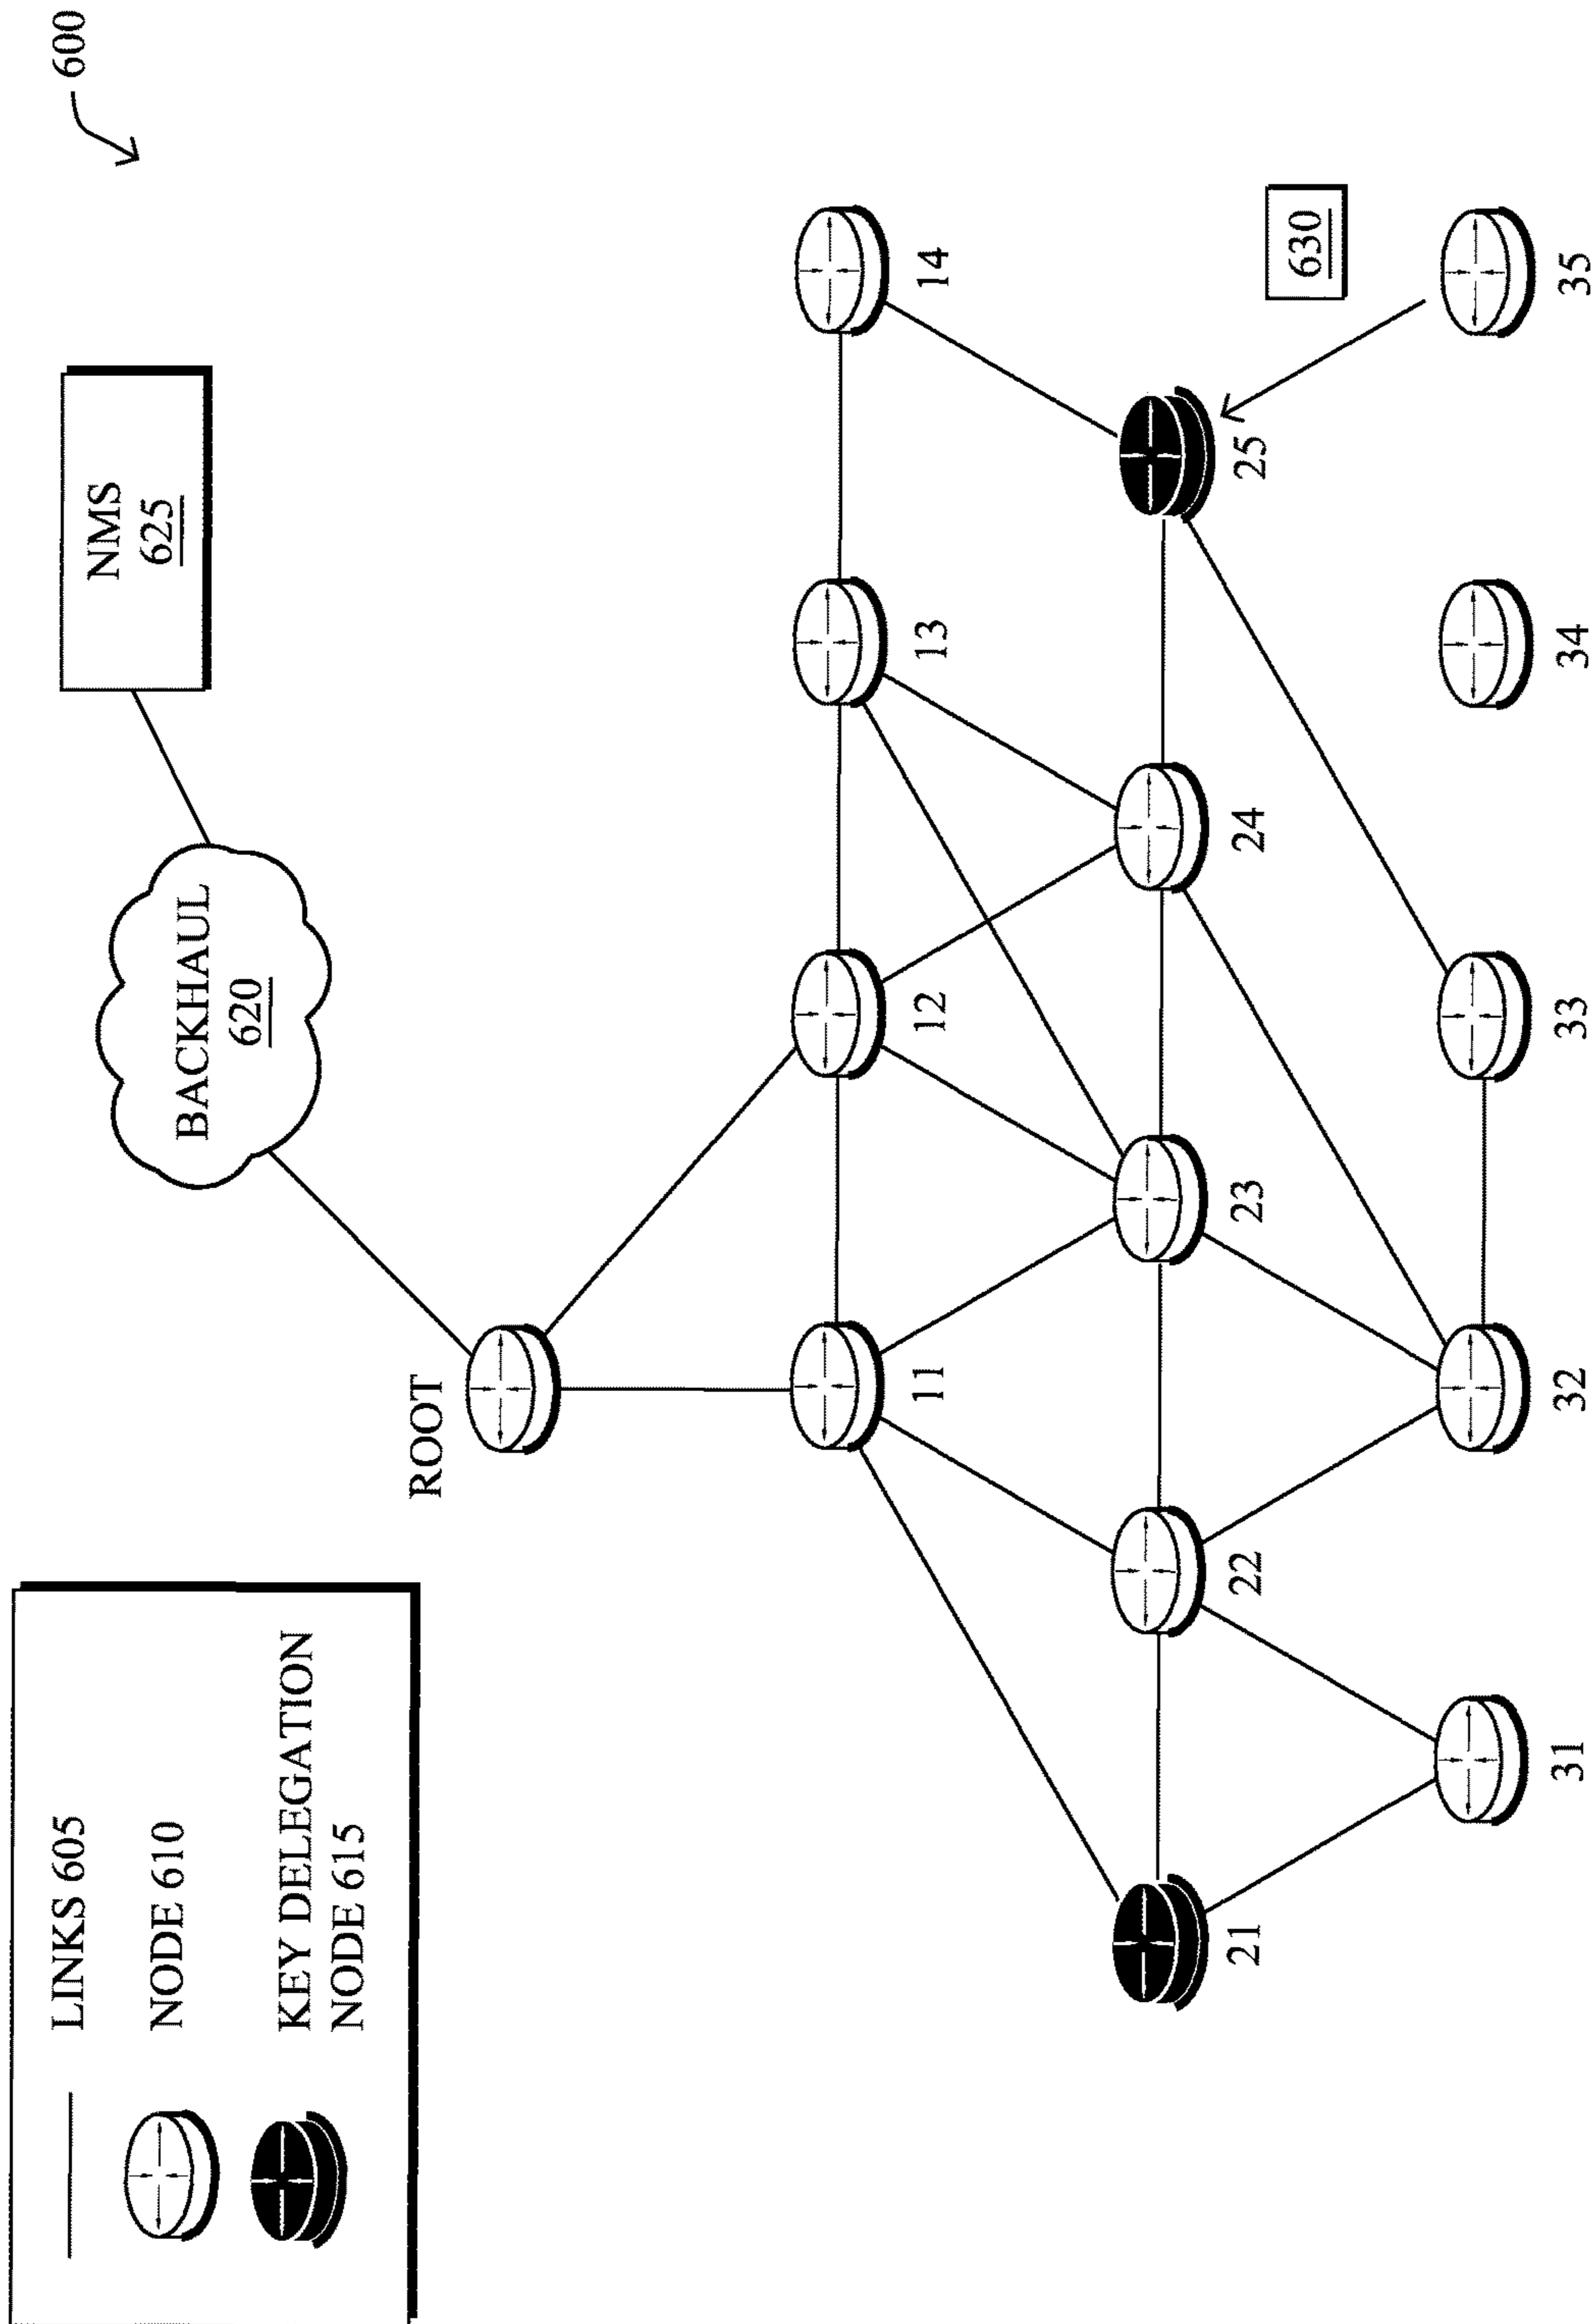 600
LINKS 605
NODE 610
KEY DELEGATION
NODE 615
NMS
625
BACKHAUL
620
ROOT
11
12
13
14
21
22
23
24
25
630
31
32
33
34
35